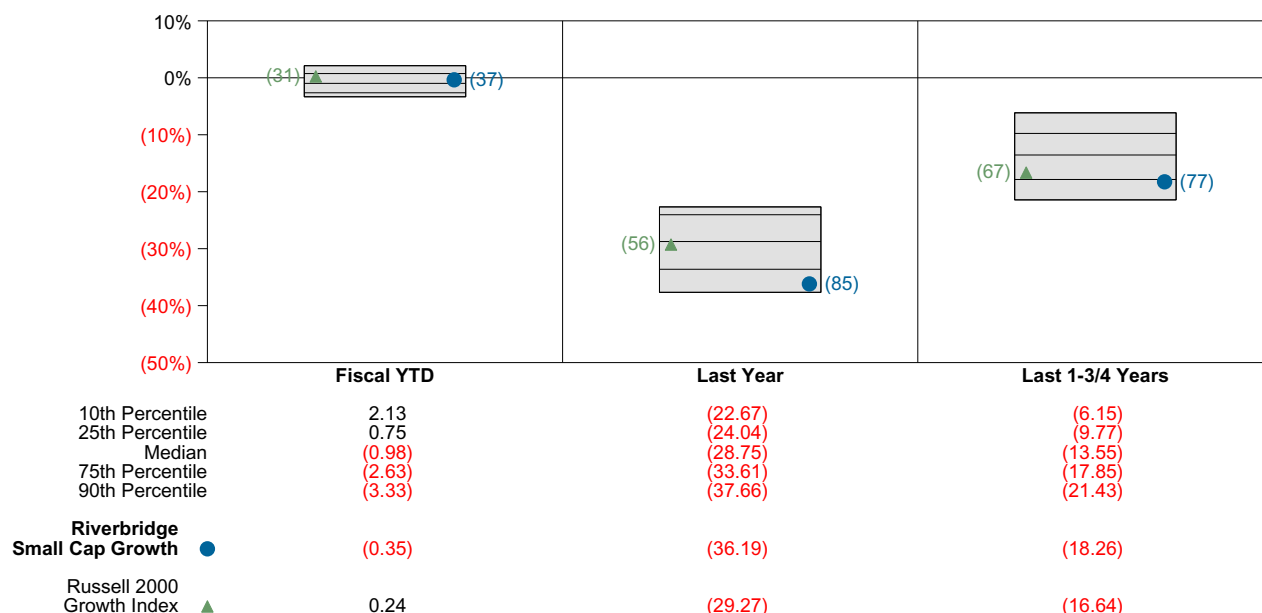 10%
0%
(10%)
(20%)
(30%)
(40%)
(50%)
(31)
(37)
(56)
(85)
(67)
(77)
Fiscal YTD Last Year Last 1-3/4 Years
10th Percentile 2.13 (22.67) (6.15)
25th Percentile 0.75 (24.04) (9.77)
Median (0.98) (28.75) (13.55)
75th Percentile (2.63) (33.61) (17.85)
90th Percentile (3.33) (37.66) (21.43)
Riverbridge
Small Cap Growth (0.35) (36.19) (18.26)
Russell 2000
Growth Index 0.24 (29.27) (16.64)